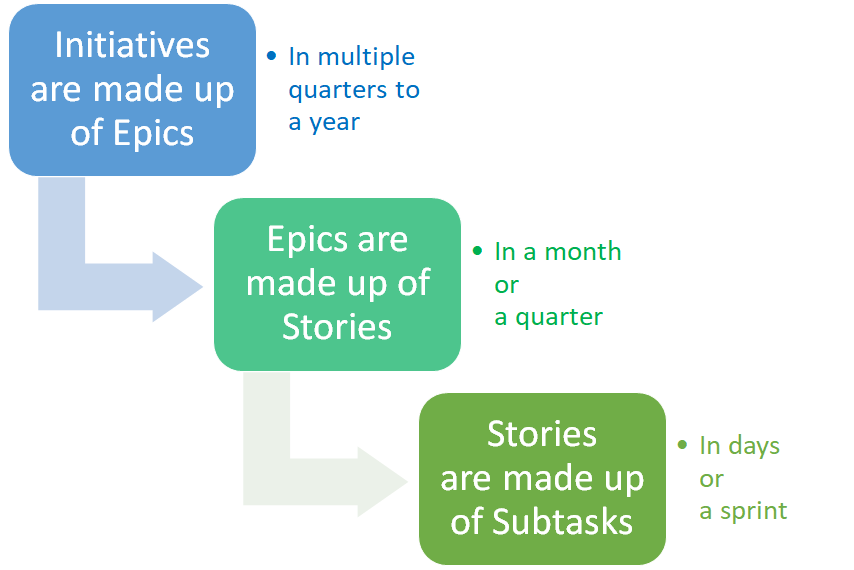 Initiatives
are made up
of Epics
• In multiple
quarters to
a year
Epics are
made up of
Stories
• In a month
or
a quarter
Stories
are made up
of Subtasks
• In days
or
a sprint